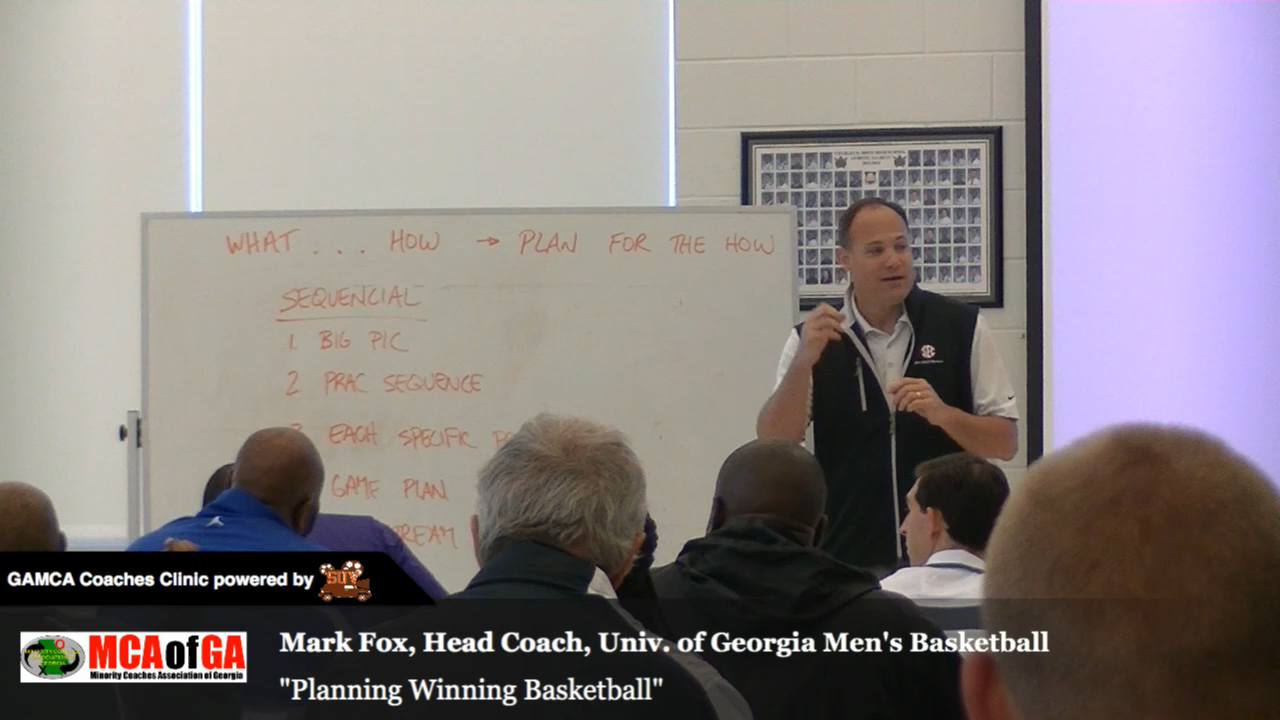 WHAT . . . HOW → PLAN FOR THE HOW
SEQUENCIAL
1. BIG PIC
2 PRAC SEQUENCE
EACH SPECIFIC
GAME PLAN
SEC
GAMCA Coaches Clinic powered by
MCAofGA
Minority Coaches Association of Georgia
Mark Fox, Head Coach, Univ. of Georgia Men's Basketball
"Planning Winning Basketball"